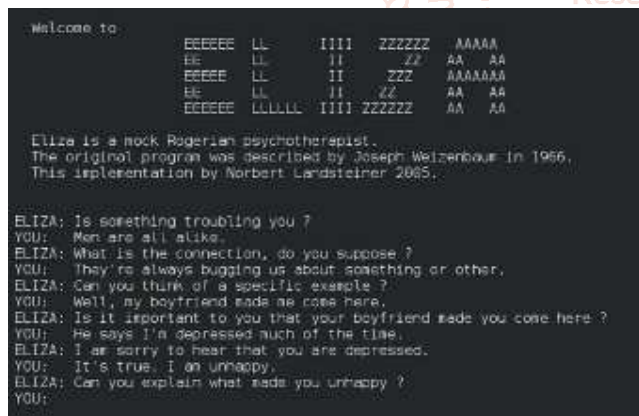 Welcome to
EEEEEE LL IIII ZZZZZZ AAAAA
EE LL II ZZ AA AA
EEEEE LL II ZZZ AAAAAAA
EE LL II ZZ AA AA
EEEEEE LLLLLL IIII ZZZZZZ AA AA
Eliza is a mock Rogerian psychotherapist.
The original program was described by Joseph Weizenbaum in 1966.
This implementation by Norbert Landsteiner 2005.
ELIZA: Is something troubling you ?
YOU: Men are all alike.
ELIZA: What is the connection, do you suppose ?
YOU: They're always bugging us about something or other.
ELIZA: Can you think of a specific example ?
YOU: Well, my boyfriend made me come here.
ELIZA: Is it important to you that your boyfriend made you come here ?
YOU: He says I'm depressed much of the time.
ELIZA: I am sorry to hear that you are depressed.
YOU: It's true. I am unhappy.
ELIZA: Can you explain what made you unhappy ?
YOU: